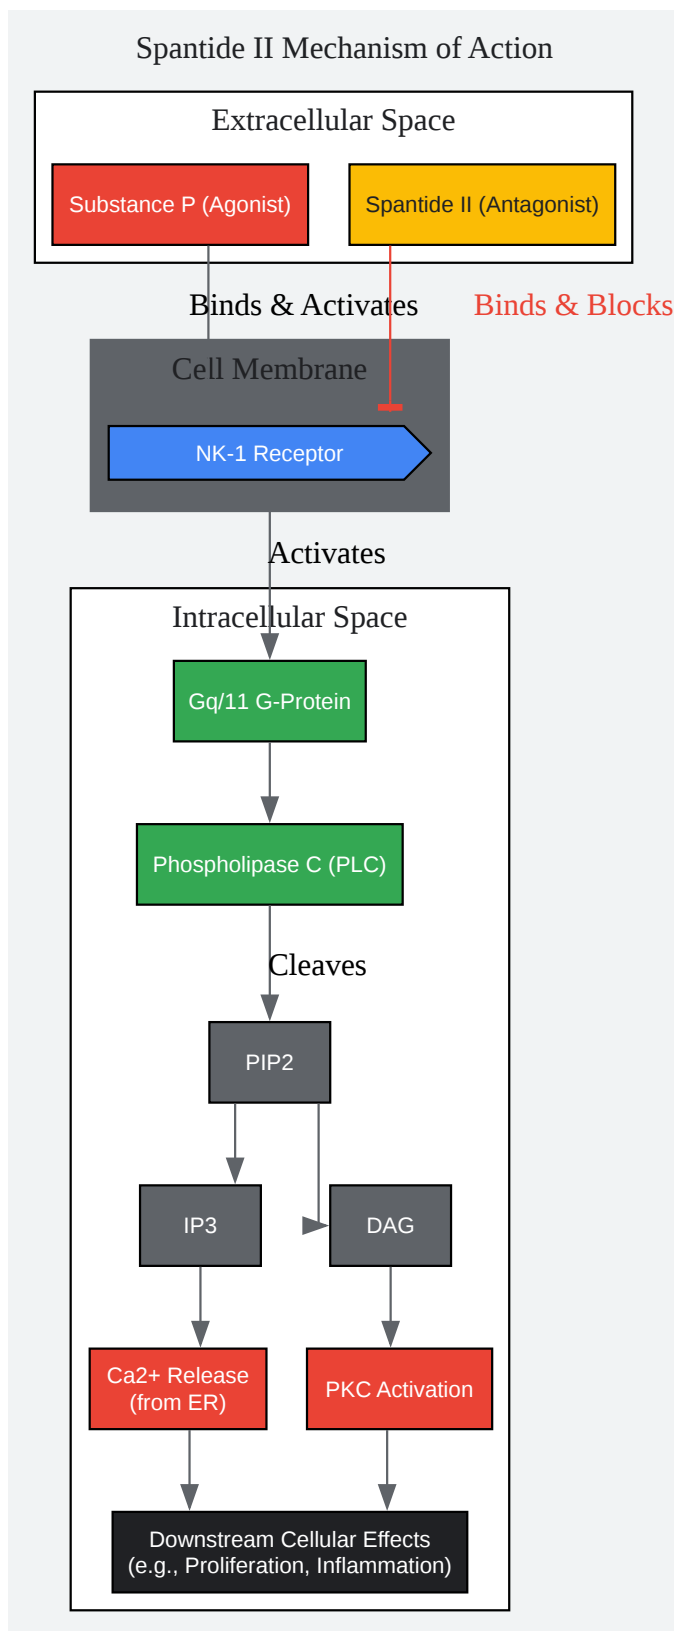 Spantide II Mechanism of Action
Extracellular Space
Substance P (Agonist)
Spantide II (Antagonist)
Binds & Activates
Binds & Blocks
Cell Membrane
NK-1 Receptor
Activates
Intracellular Space
Gq/11 G-Protein
Phospholipase C (PLC)
Cleaves
PIP2
IP3
DAG
Ca2+ Release
(from ER)
PKC Activation
Downstream Cellular Effects
(e.g., Proliferation, Inflammation)